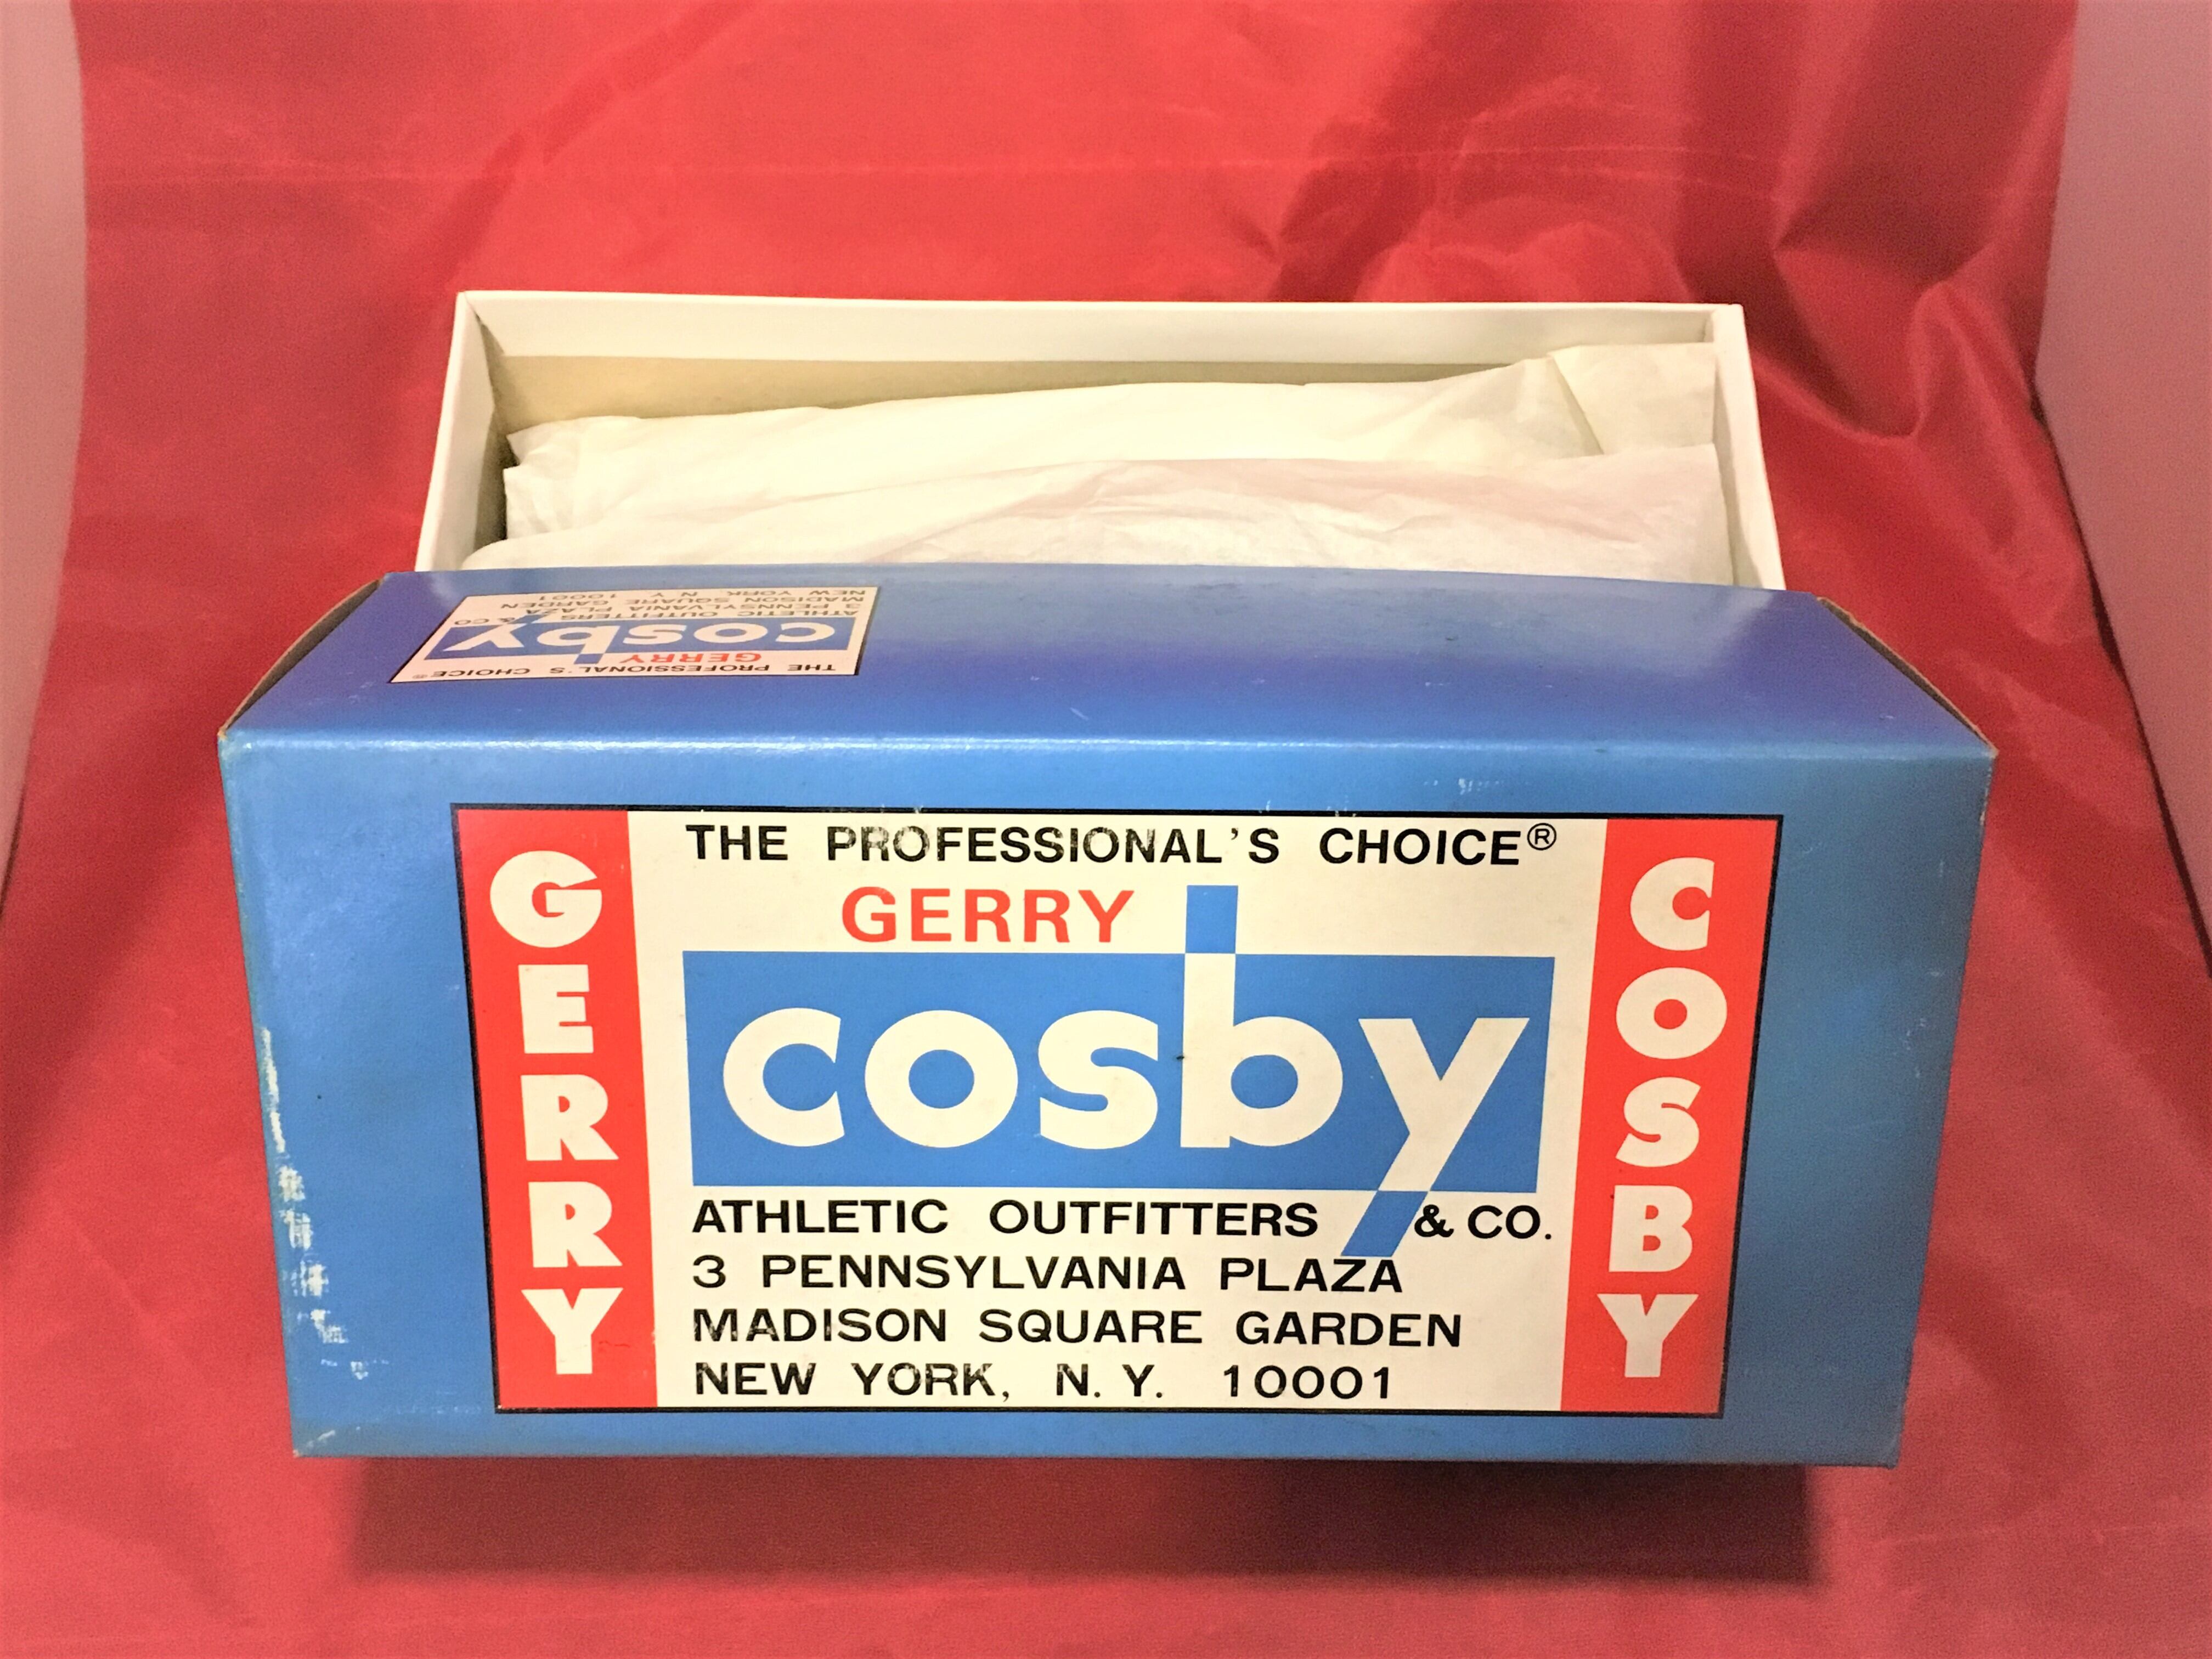 THE PROFESSIONAL'S CHOICE®
GERRY
cosby
ATHLETIC OUTFITTERS & CO.
3 PENNSYLVANIA PLAZA
MADISON SQUARE GARDEN
NEW YORK N Y 10001
GERRY
THE PROFESSIONAL'S CHOICE®
GERRY
cosby
ATHLETIC OUTFITTERS & CO.
3 PENNSYLVANIA PLAZA
MADISON SQUARE GARDEN
NEW YORK, N. Y. 10001
COSBY